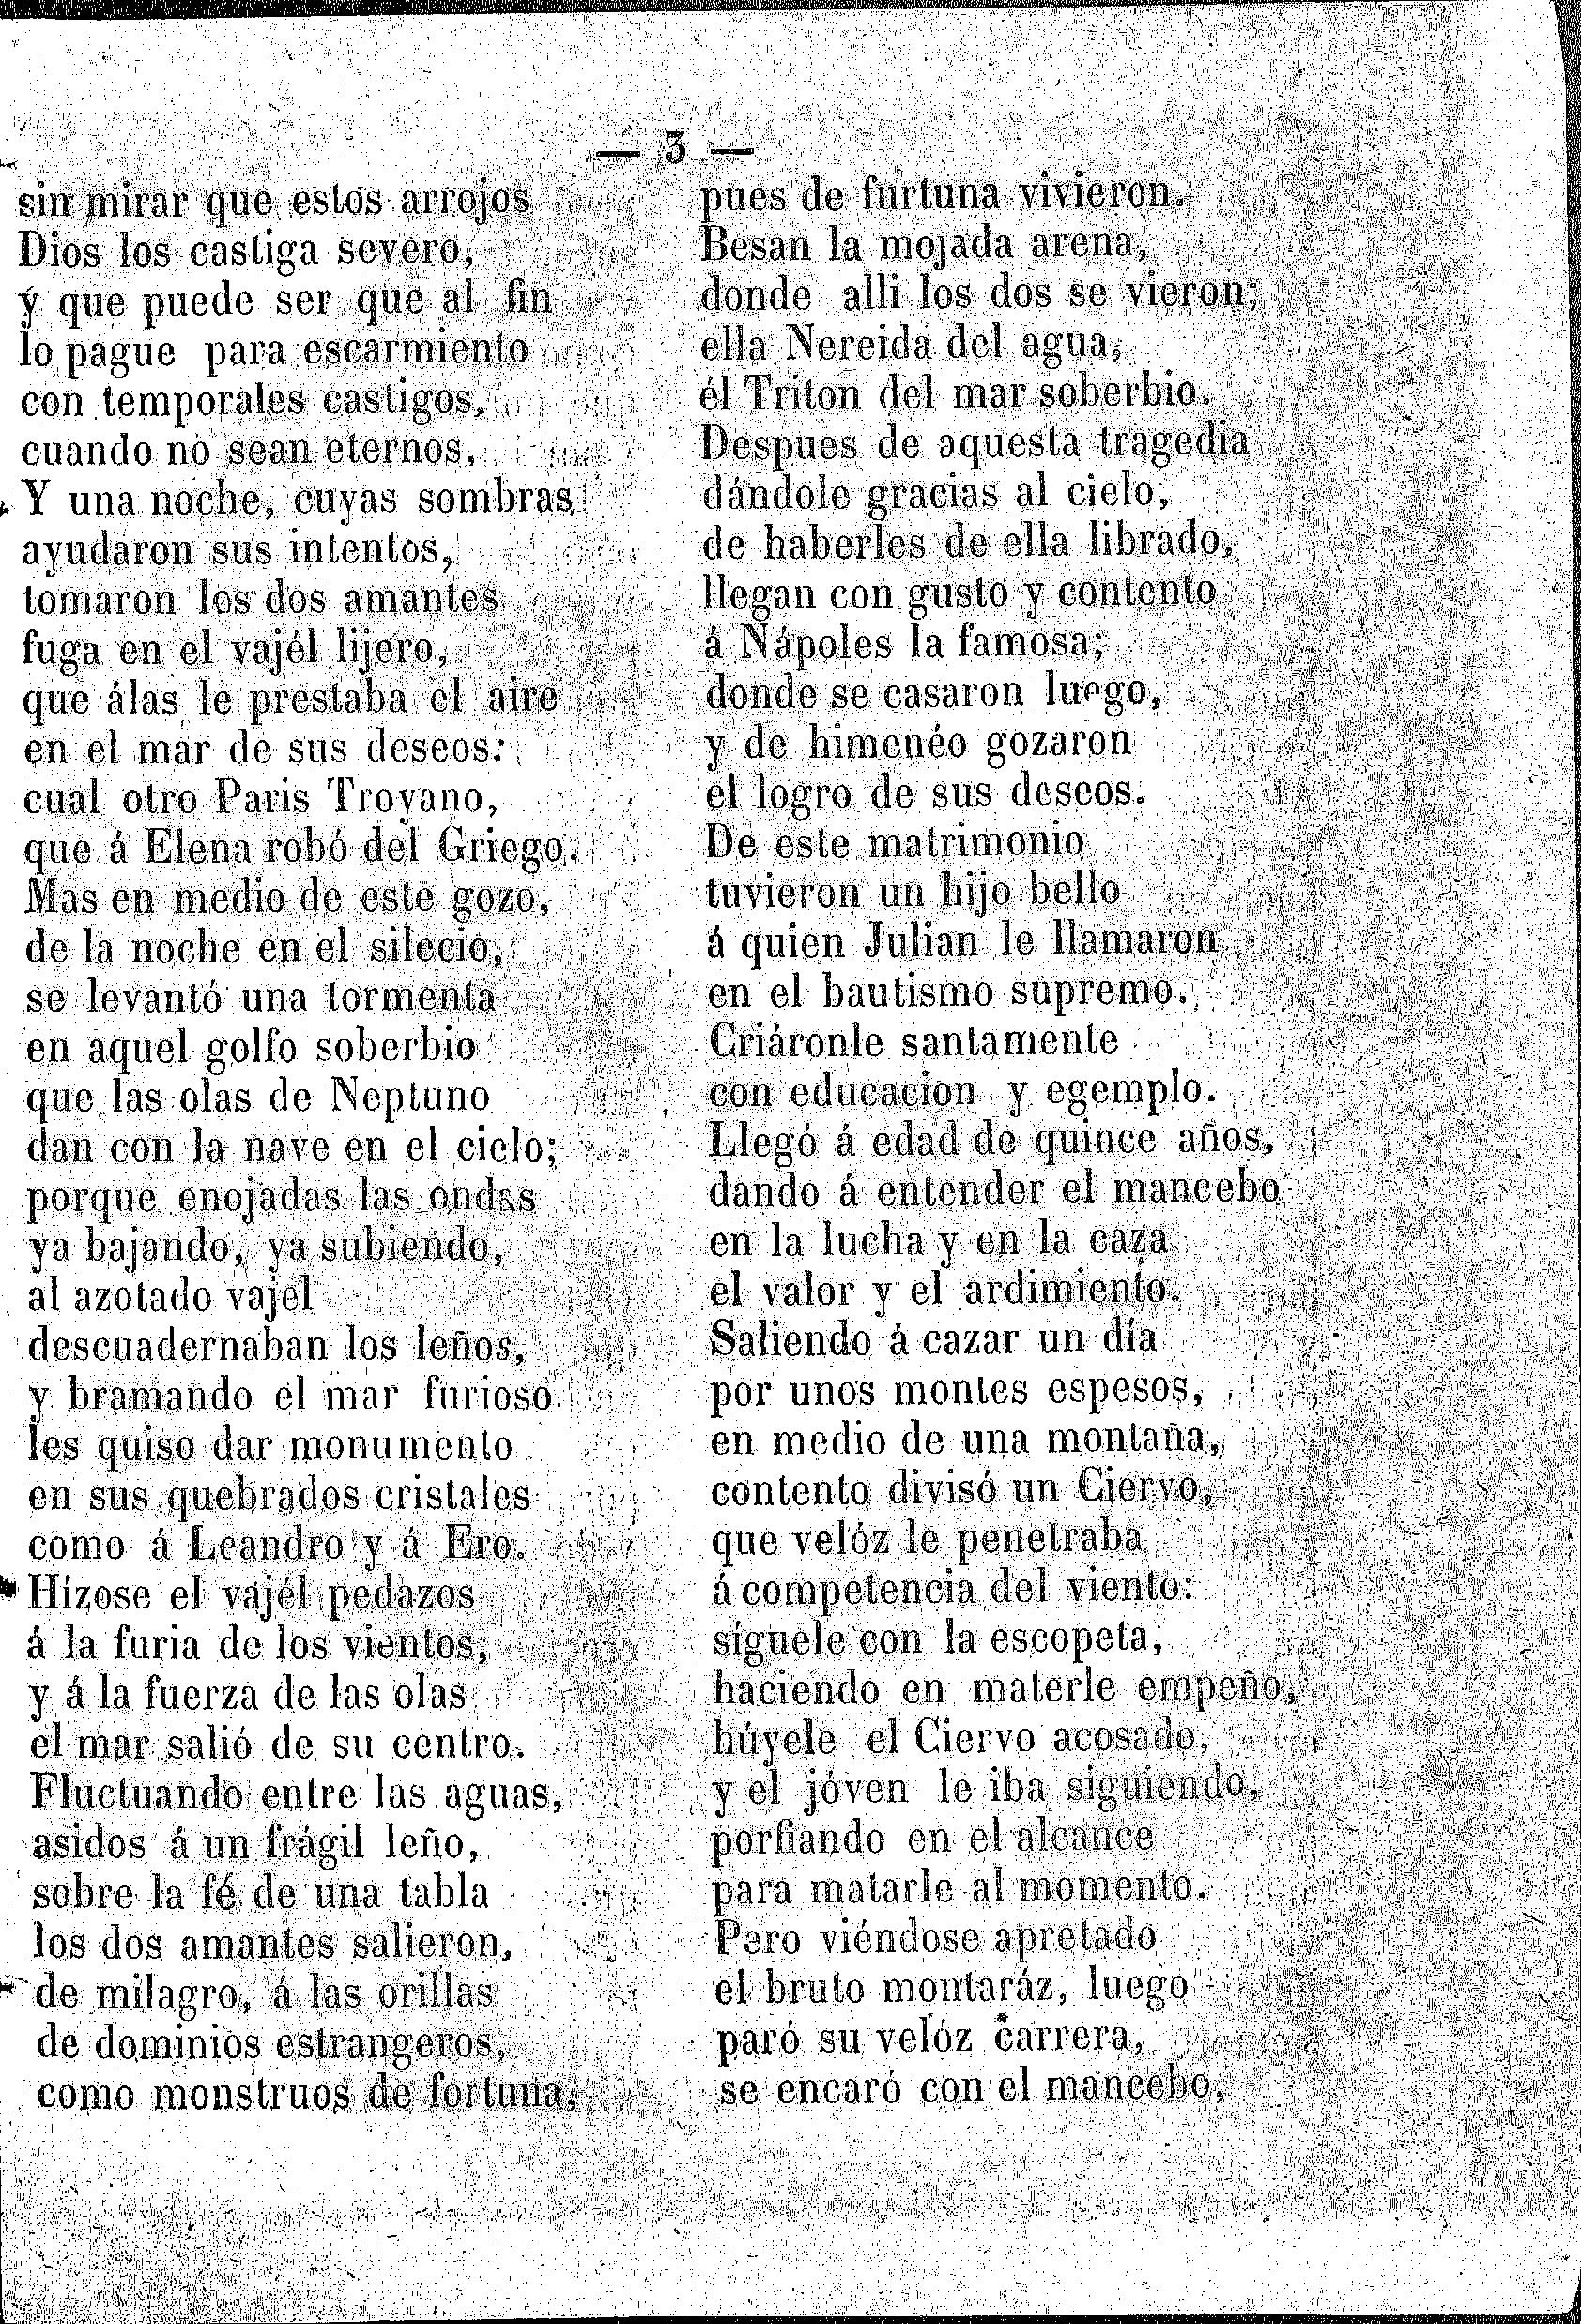 — 3 —
sin mirar que estos arrojos
Dios los castiga severo,
y que puede ser que al fin
lo pague para escarmiento
con temporales castigos,
cuando no sean eternos.
Y una noche, cuyas sombras
ayudaron sus intentos,
tomaron los dos amantes
fuga en el vajél lijero,
que álas le prestaba el aire
en el mar de sus deseos:
cual otro Paris Troyano,
que á Elena robó del Griego.
Mas en medio de este gozo,
de la noche en el silecio,
se levantó una tormenta
en aquel golfo soberbio
que las olas de Neptuno
dan con la nave en el cielo;
porque enojadas las ondas
ya bajando, ya subiendo,
al azotado vajel
descuadernaban los leños,
y bramando el mar furioso
les quiso dar monumento
en sus quebrados cristales
como á Leandro y á Ero.
Hízose el vajél pedazos
á la furia de los vientos,
y á la fuerza de las olas
el mar salió de su centro.
Fluctuando entre las aguas,
asidos á un frágil leño,
sobre la fé de una tabla
los dos amantes salieron,
de milagro, á las orillas
de dominios estrangeros,
como monstruos de fortuna,
pues de furtuna vivieron.
Besan la mojada arena,
donde alli los dos se vieron;
ella Nereida del agua,
él Triton del mar soberbio.
Despues de aquesta tragedia
dándole gracias al cielo,
de haberles de ella librado,
llegan con gusto y contento
á Nápoles la famosa;
donde se casaron luego,
y de himenéo gozaron
el logro de sus deseos.
De este matrimonio
tuvieron un hijo bello
á quien Julian le llamaron
en el bautismo supremo.
Criáronle santamente
con educacion y egemplo.
Llegó á edad de quince años,
dando á entender el mancebo
en la lucha y en la caza
el valor y el ardimiento.
Saliendo á cazar un día
por unos montes espesos,
en medio de una montaña,
contento divisó un Ciervo,
que velóz le penetraba
á competencia del viento:
síguele con la escopeta,
haciendo en materle empeño,
húyele el Ciervo acosado,
y el jóven le iba siguiendo,
porfiando en el alcance
para matarle al momento.
Pero viéndose apretado
el bruto montaráz, luego
paró su velóz carrera,
se encaró con el mancebo,